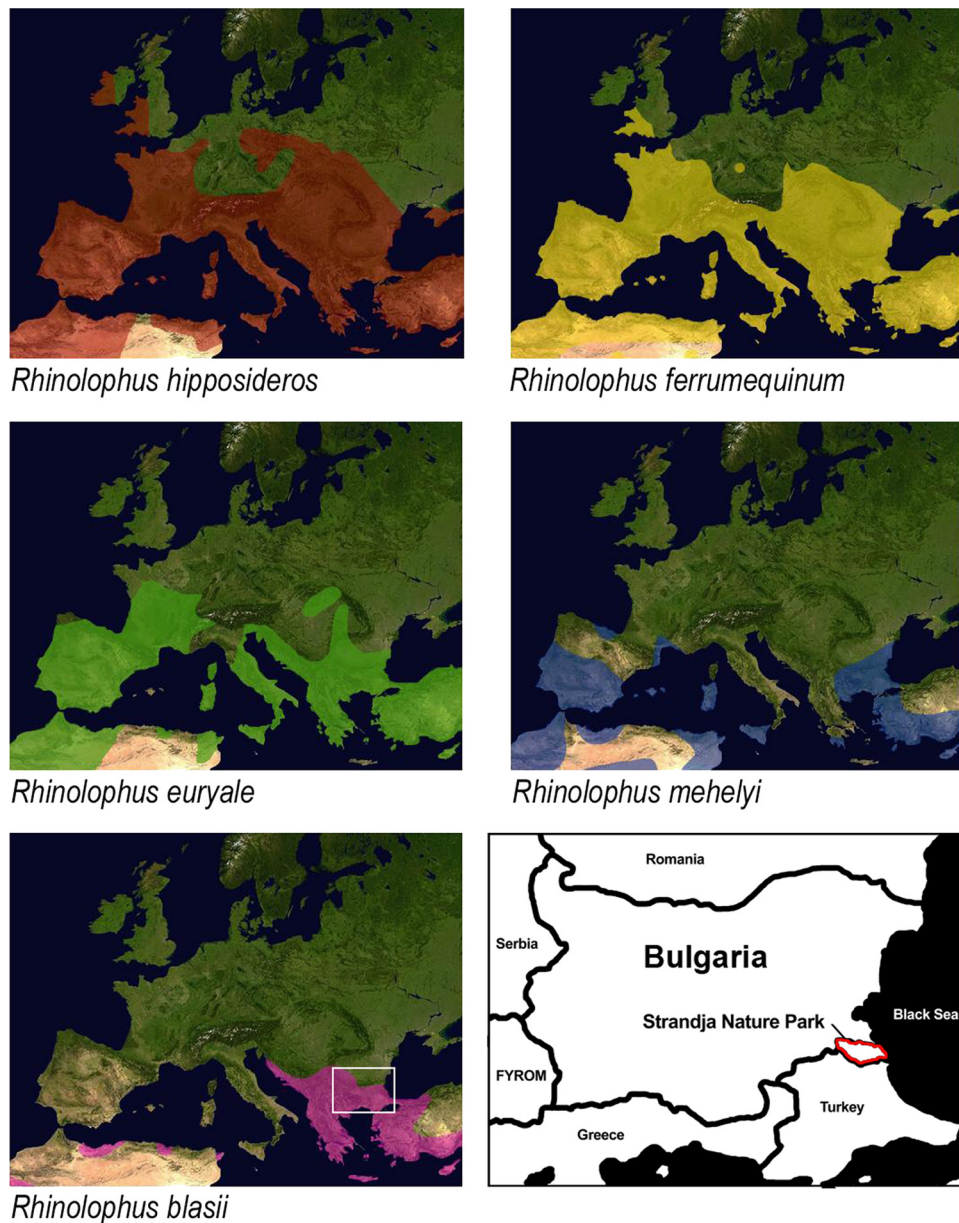 Rhinolophus hipposideros
Rhinolophus ferrumequinum
Rhinolophus euryale
Rhinolophus mehelyi
Rhinolophus blasii
Romania
Serbia
Bulgaria
Strandja Nature Park
Black Sea
FYROM
Turkey
Greece